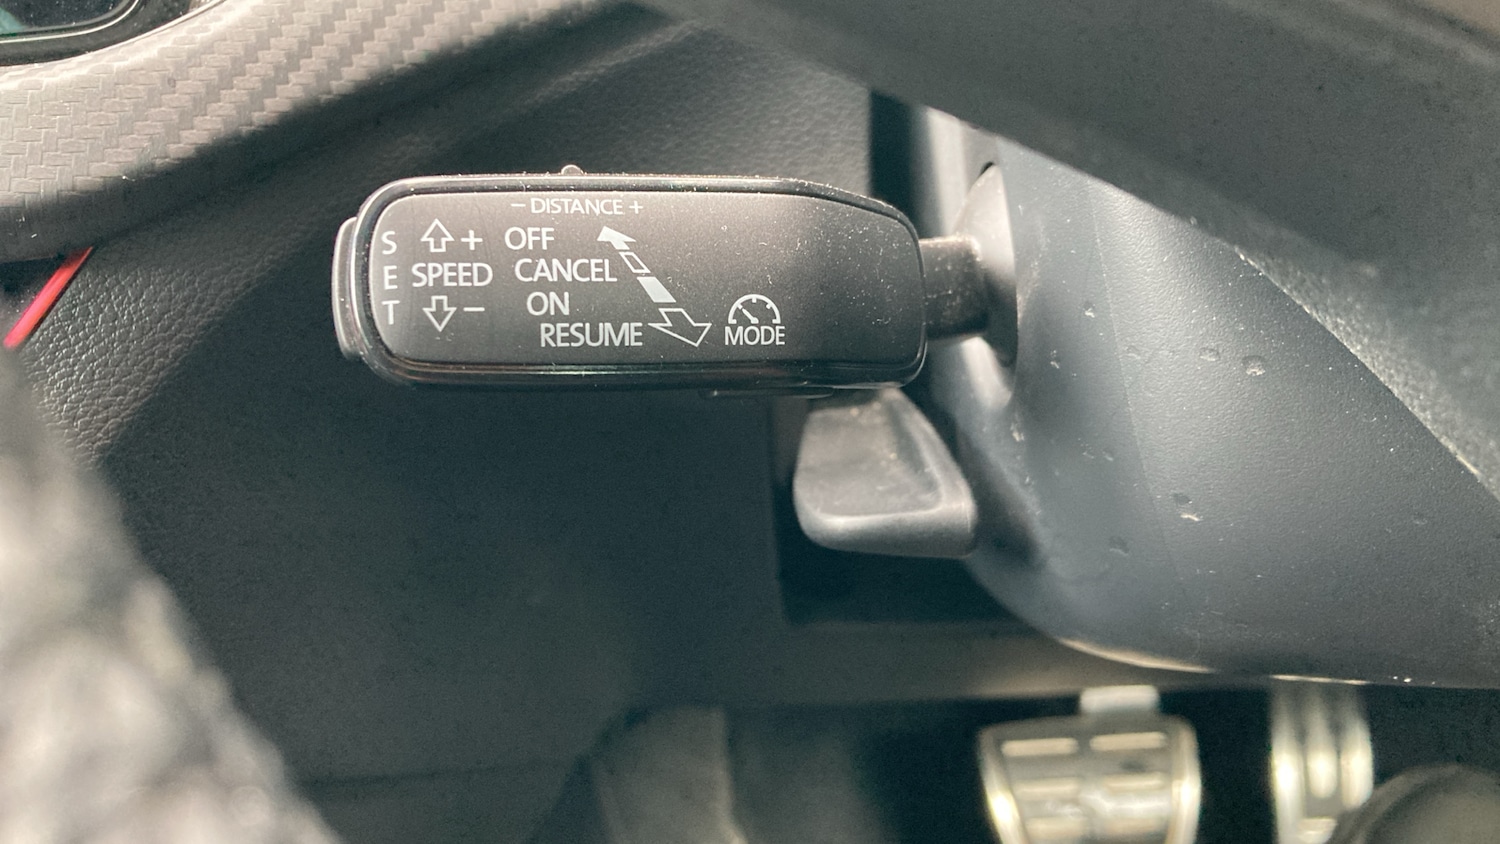 − DISTANCE +
S + OFF
E SPEED CANCEL
T − ON
RESUME MODE